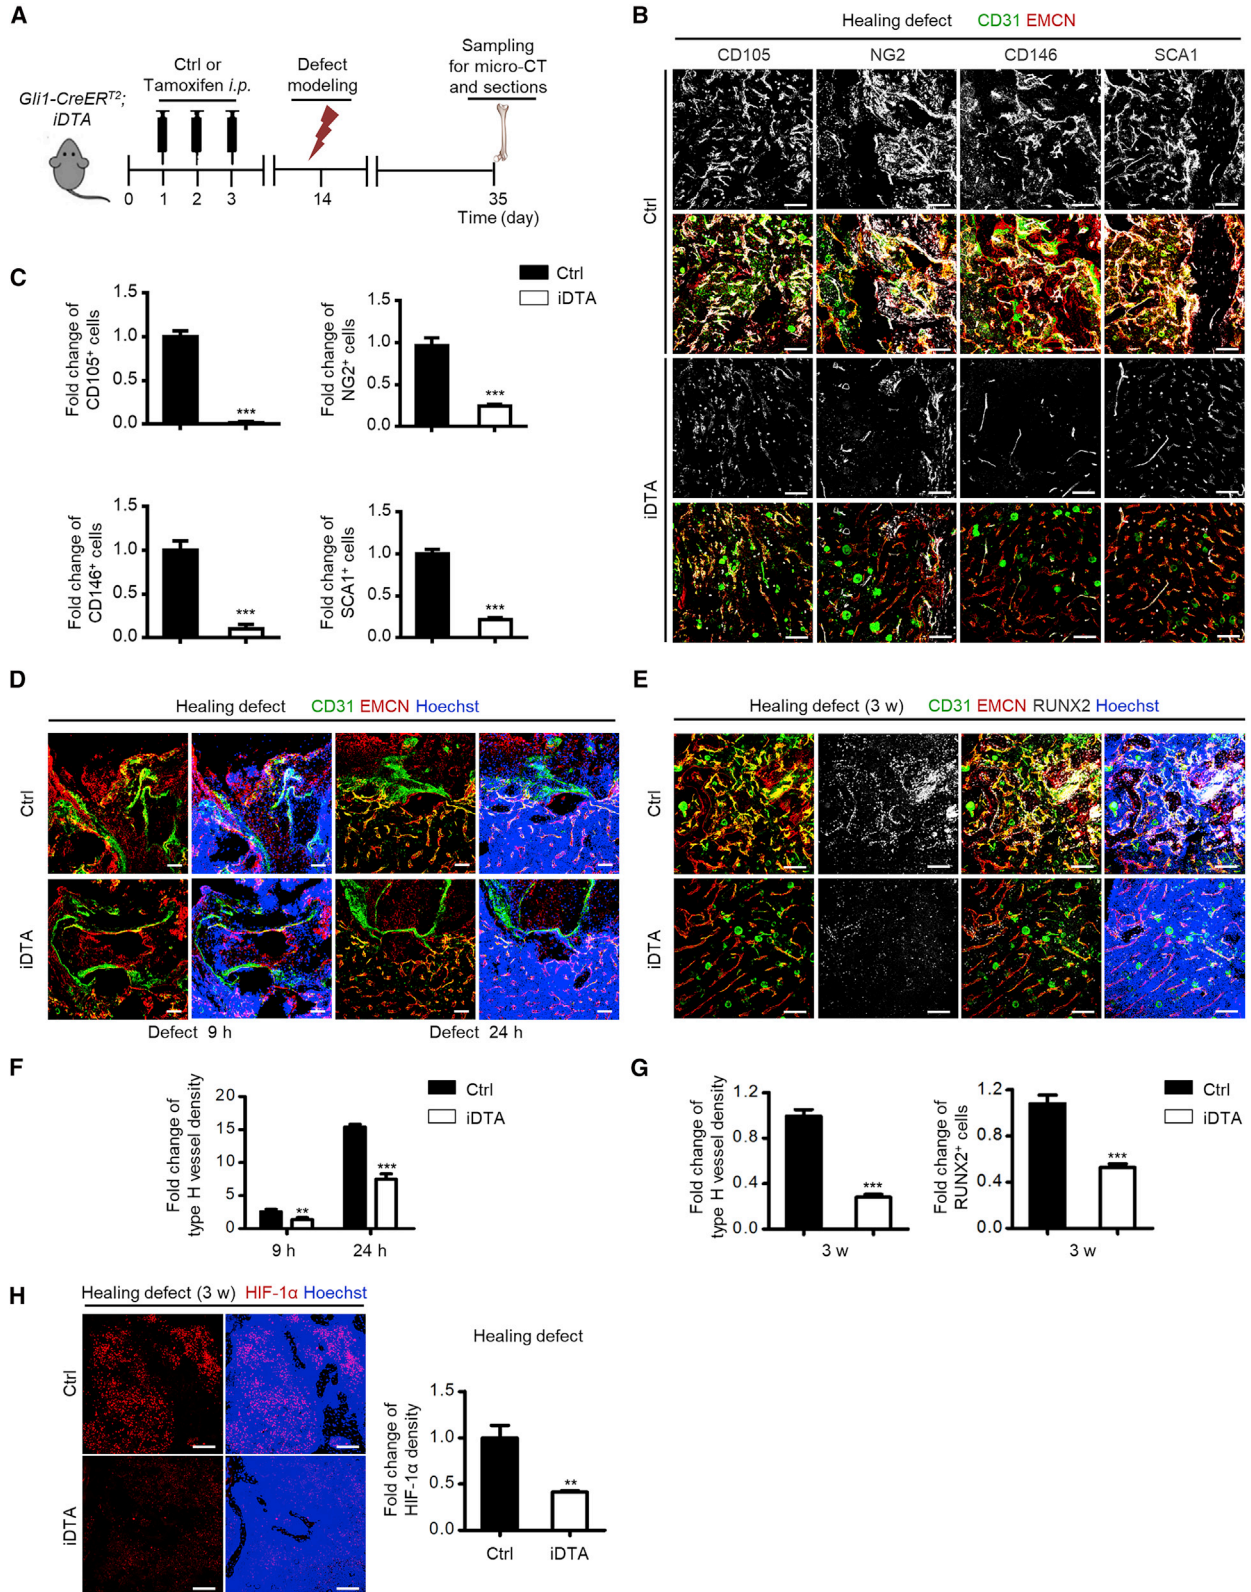 A
Ctrl or
Tamoxifen i.p.
Defect
modeling
Sampling
for micro-CT
and sections
Gli1-CreERT2;
iDTA
0 1 2 3 14 35
Time (day)
B
Healing defect CD31 EMCN
CD105 NG2 CD146 SCA1
Ctrl
iDTA
C
Ctrl
iDTA
Fold change of
CD105+ cells
1.5
1.0
0.5
0.0
***
Fold change of
NG2+ cells
1.5
1.0
0.5
0.0
***
Fold change of
CD146+ cells
1.5
1.0
0.5
0.0
***
Fold change of
SCA1+ cells
1.5
1.0
0.5
0.0
***
D
Healing defect CD31 EMCN Hoechst
Ctrl
iDTA
Defect 9 h Defect 24 h
E
Healing defect (3 w) CD31 EMCN RUNX2 Hoechst
Ctrl
iDTA
F
Ctrl
iDTA
Fold change of
type H vessel density
20
15
10
5
0
**
***
9 h 24 h
G
Ctrl
iDTA
Fold change of
type H vessel density
1.2
0.8
0.4
0.0
***
3 w
Fold change of
RUNX2+ cells
1.2
0.8
0.4
0.0
***
3 w
H
Healing defect (3 w) HIF-1α Hoechst
Ctrl
iDTA
Healing defect
Fold change of
HIF-1α density
1.5
1.0
0.5
0.0
**
Ctrl iDTA